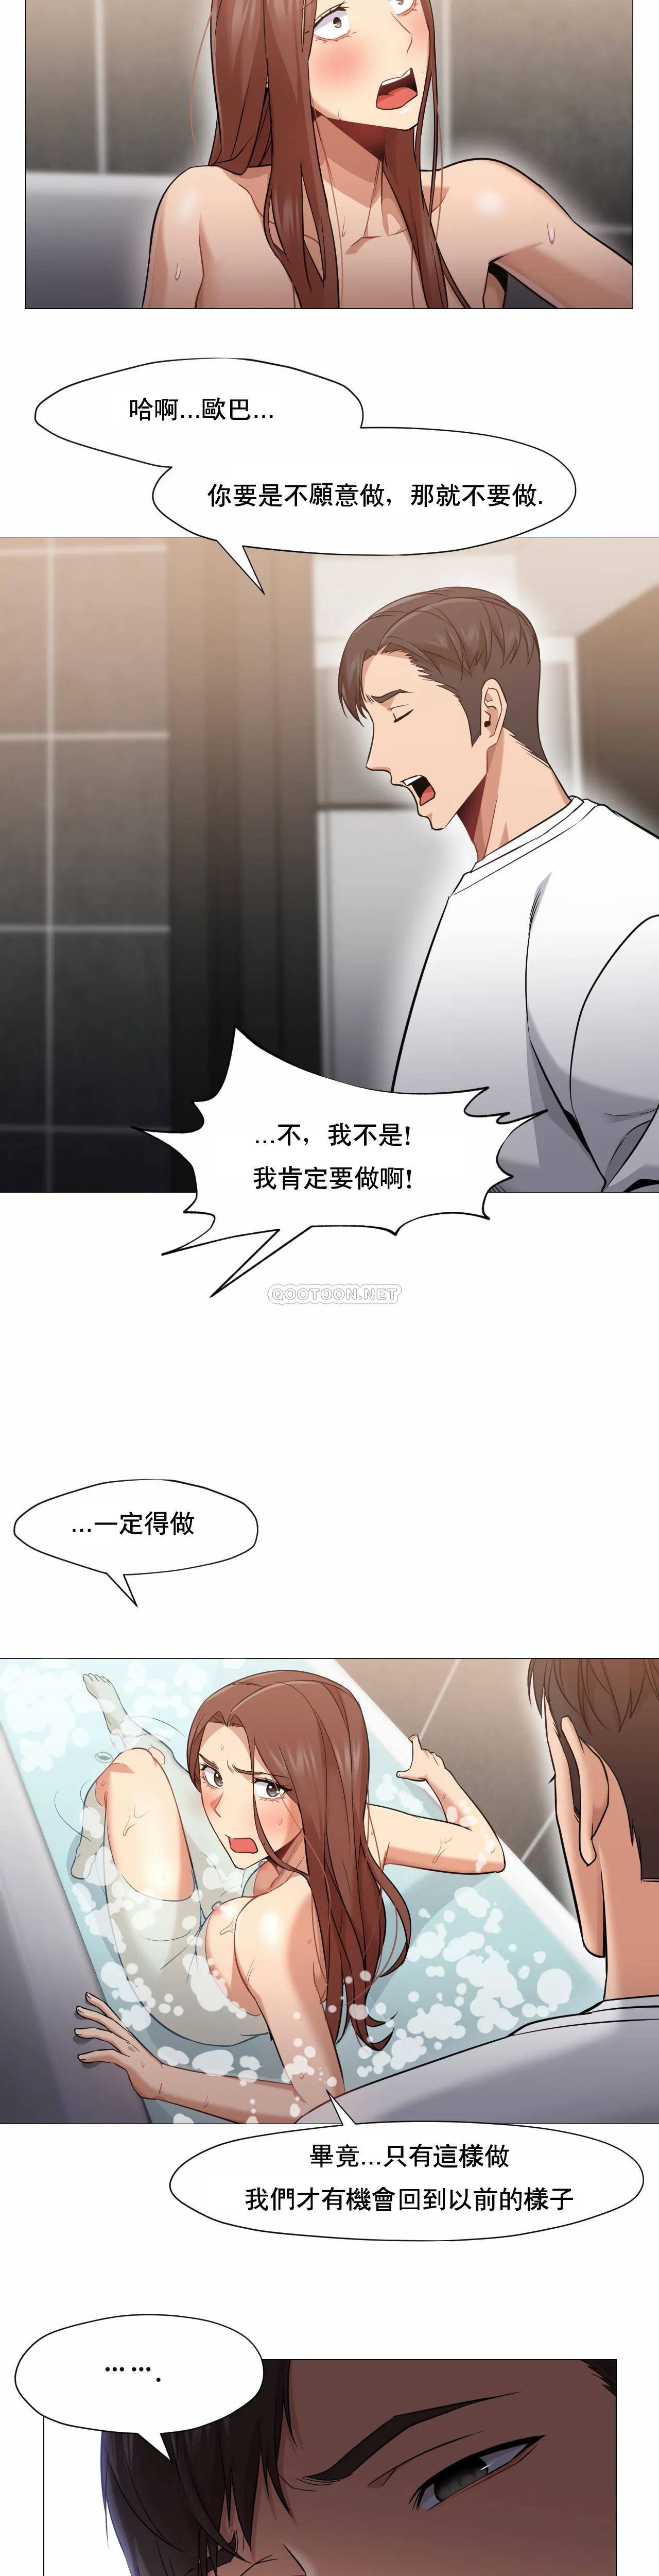 哈啊...歐巴...
你要是不願意做，那就不要做.
...不，我不是！
我肯定要做啊！
QOOTOON.NET
...一定得做
畢竟...只有這樣做
我們才有機會回到以前的樣子
... ... .